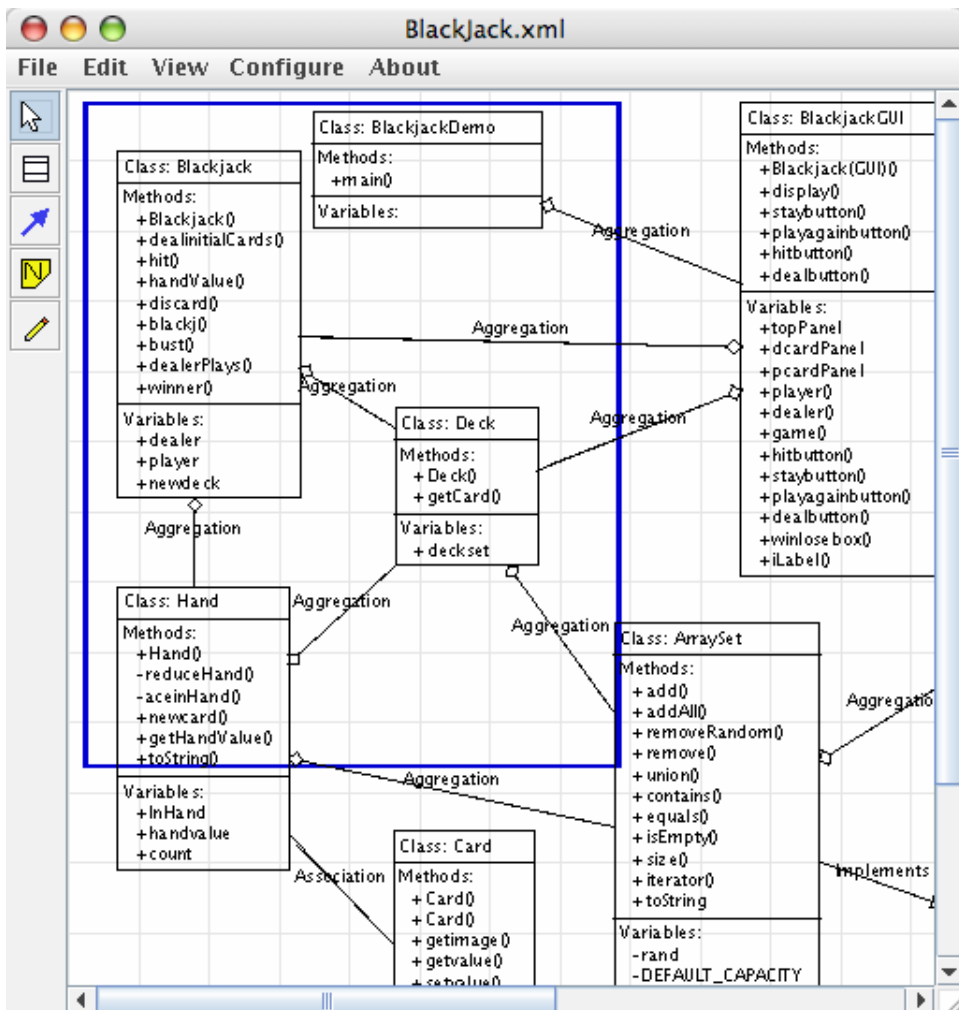 BlackJack.xml
File Edit View Configure About
Class: BlackjackDemo
Methods:
+main()
Variables:
Class: BlackjackGUI
Methods:
+Blackjack(GUI)()
+display()
+staybutton()
+playagainbutton()
+hitbutton()
+dealbutton()
Variables:
+topPanel
+dcardPanel
+pcardPanel
+player()
+dealer()
+game()
+hitbutton()
+staybutton()
+playagainbutton()
+dealbutton()
+winlosebox()
+iLabel()
Class: Blackjack
Methods:
+Blackjack()
+dealinitialCards()
+hit()
+handValue()
+discard()
+blackj()
+bust()
+dealerPlays()
+winner()
Variables:
+dealer
+player
+newdeck
Aggregation
Aggregation
Aggregation
Aggregation
Class: Deck
Methods:
+Deck()
+getCard()
Variables:
+deckset
Aggregation
Aggregation
Aggregation
Class: Hand
Methods:
+Hand()
-reduceHand()
-aceinHand()
+newcard()
+getHandValue()
+toString()
Variables:
+InHand
+handvalue
+count
Class: ArraySet
Methods:
+add()
+addAll()
+removeRandom()
+remove()
+union()
+contains()
+equals()
+isEmpty()
+size()
+iterator()
+toString
Variables:
-rand
-DEFAULT_CAPACITY
Aggregatio
Aggregation
Implements
Association
Class: Card
Methods:
+Card()
+Card()
+getimage()
+getvalue()
+setvalue()